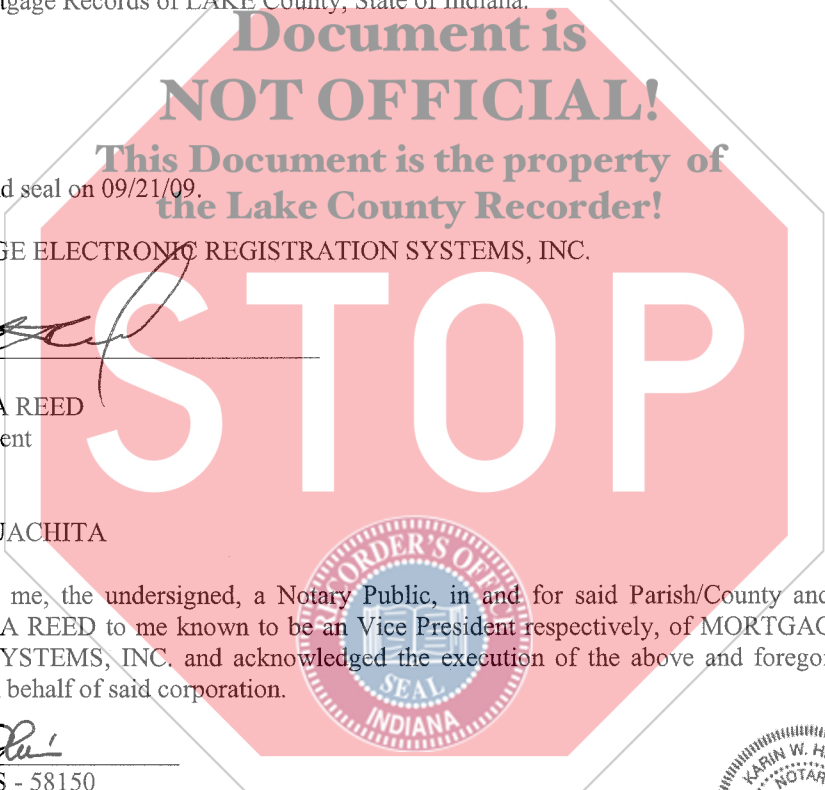 tgage Records of LAKE County, State of Indiana.
Document is
NOT OFFICIAL!
This Document is the property of
d seal on 09/21/09.
the Lake County Recorder!
GE ELECTRONIC REGISTRATION SYSTEMS, INC.
STOP
A REED
ent
UACHITA
RECORDER'S OFFICE
me, the undersigned, a Notary Public, in and for said Parish/County and
A REED to me known to be an Vice President respectively, of MORTGAG
YSTEMS, INC. and acknowledged the execution of the above and foregoi
behalf of said corporation.
SEAL
INDIANA
S - 58150
KARIN W. H
NOTAR